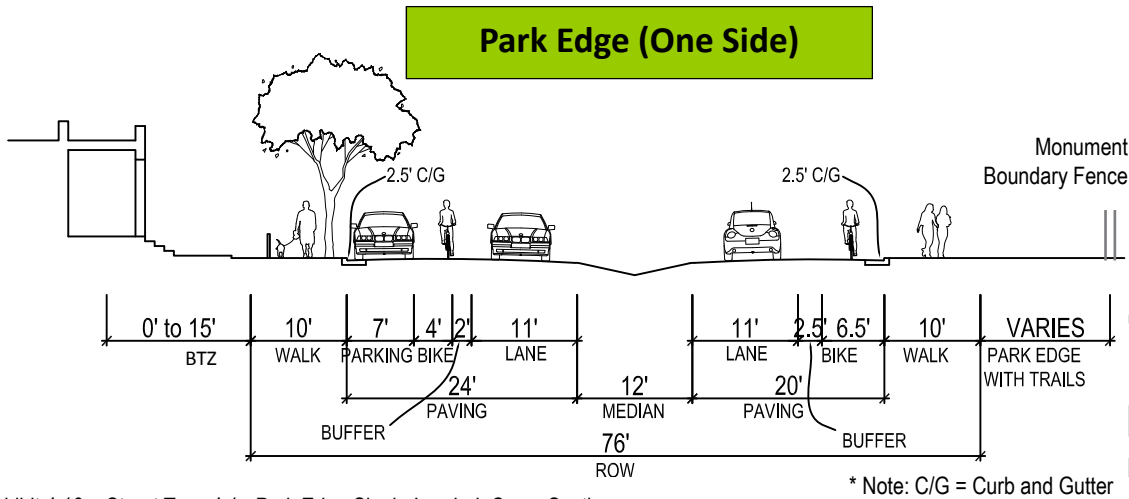 Park Edge (One Side)
Monument
Boundary Fence
2.5' C/G
2.5' C/G
0' to 15'
10'
7'
4'
2'
11'
11'
2.5'
6.5'
10'
VARIES
BTZ
WALK
PARKING
BIKE
LANE
LANE
BIKE
WALK
PARK EDGE
WITH TRAILS
24'
12'
20'
PAVING
MEDIAN
PAVING
BUFFER
BUFFER
76'
ROW
* Note: C/G = Curb and Gutter